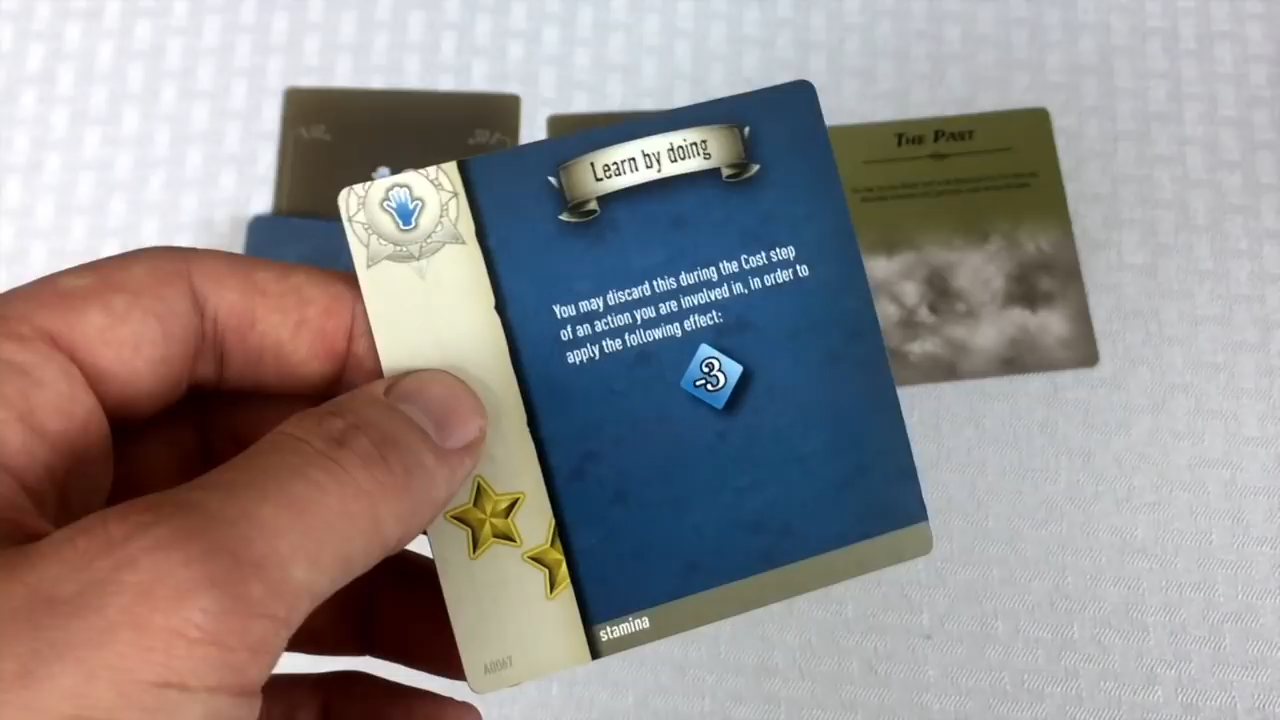 THE PAST
Learn by doing
You may discard this during the Cost step
of an action you are involved in, in order to
apply the following effect:
-3
stamina
A0067